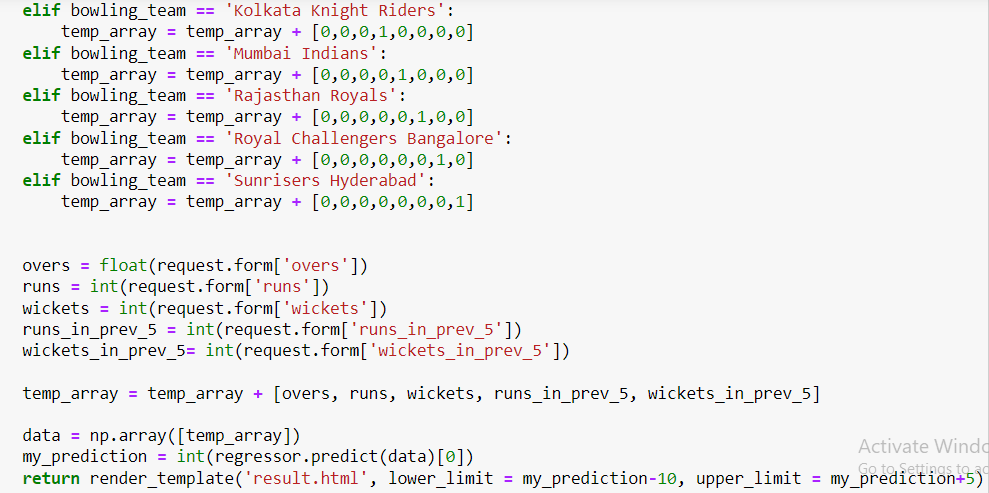 elif bowling_team == 'Kolkata Knight Riders':
    temp_array = temp_array + [0,0,0,1,0,0,0,0]
elif bowling_team == 'Mumbai Indians':
    temp_array = temp_array + [0,0,0,0,1,0,0,0]
elif bowling_team == 'Rajasthan Royals':
    temp_array = temp_array + [0,0,0,0,0,1,0,0]
elif bowling_team == 'Royal Challengers Bangalore':
    temp_array = temp_array + [0,0,0,0,0,0,1,0]
elif bowling_team == 'Sunrisers Hyderabad':
    temp_array = temp_array + [0,0,0,0,0,0,0,1]
overs = float(request.form['overs'])
runs = int(request.form['runs'])
wickets = int(request.form['wickets'])
runs_in_prev_5 = int(request.form['runs_in_prev_5'])
wickets_in_prev_5= int(request.form['wickets_in_prev_5'])
temp_array = temp_array + [overs, runs, wickets, runs_in_prev_5, wickets_in_prev_5]
data = np.array([temp_array])
my_prediction = int(regressor.predict(data)[0])
return render_template('result.html', lower_limit = my_prediction-10, upper_limit = my_prediction+5)
Activate Windo
Go to Settings to ac